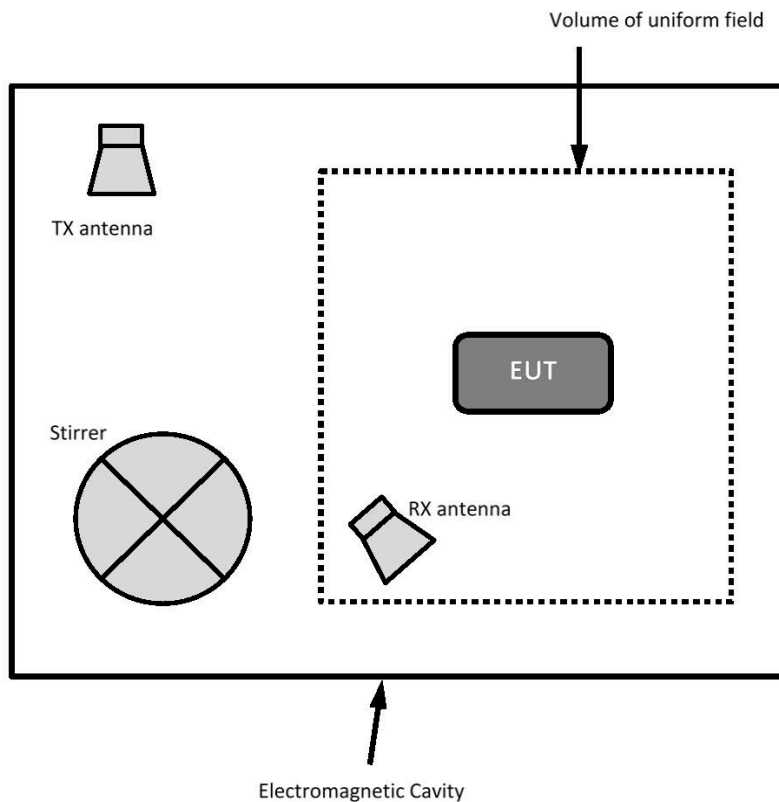 Volume of uniform field
TX antenna
EUT
Stirrer
RX antenna
Electromagnetic Cavity